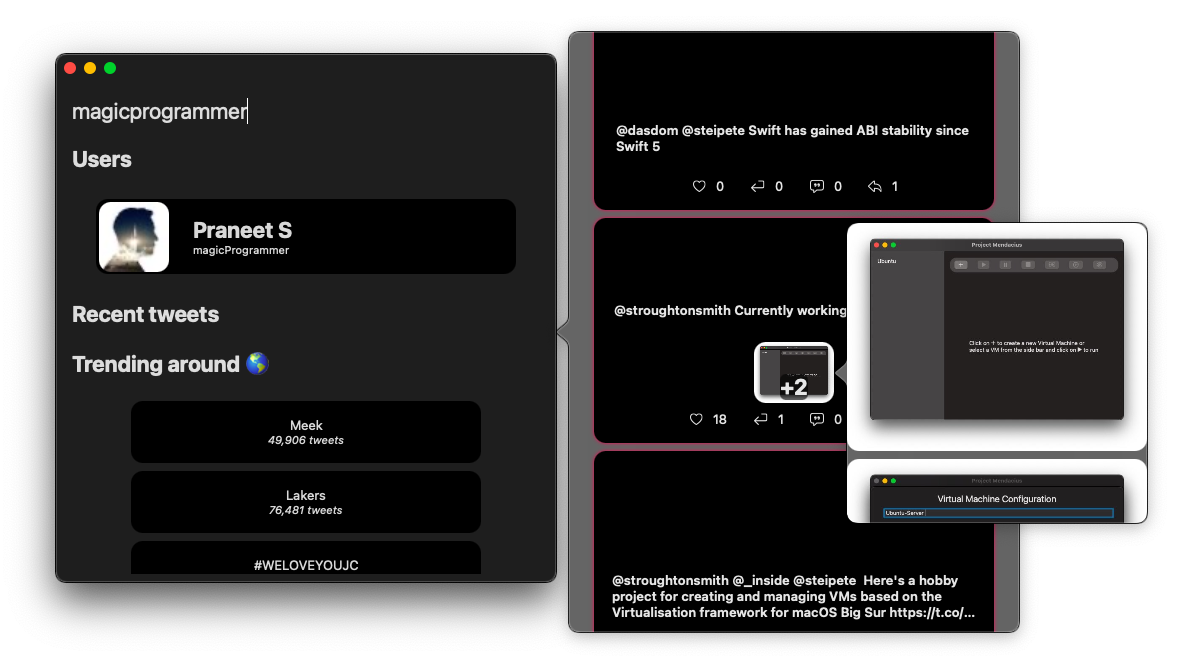 magicprogrammer
Users
Praneet S
magicProgrammer
Recent tweets
Trending around 🌎
Meek
49,906 tweets
Lakers
76,481 tweets
#WELOVEYOUJC
@dasdom @steipete Swift has gained ABI stability since
Swift 5
0 0 0 1
@stroughtonsmith Currently working
+2
18 1 0
@stroughtonsmith @_inside @steipete Here's a hobby
project for creating and managing VMs based on the
Virtualisation framework for macOS Big Sur https://t.co/...
Project Mendacius
Ubuntu
Click on + to create a new Virtual Machine or
select a VM from the side bar and click on ▶ to run
Project Mendacius
Virtual Machine Configuration
Ubuntu-Server